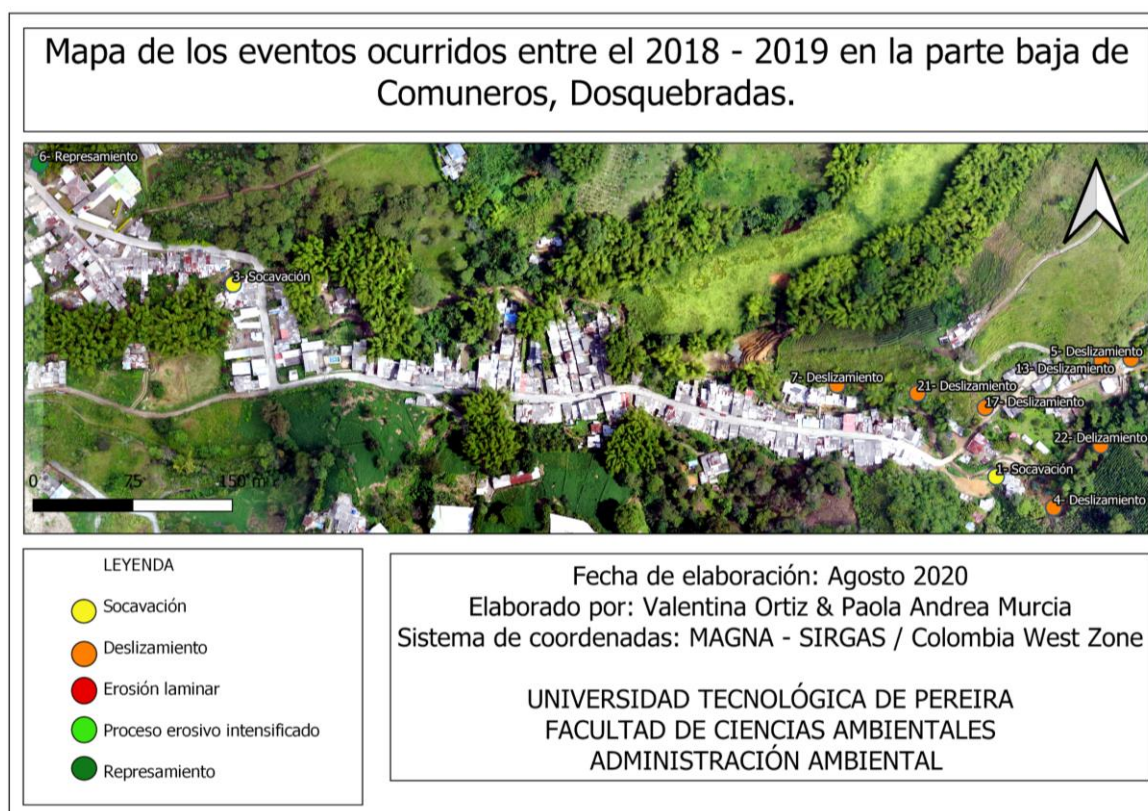 Mapa de los eventos ocurridos entre el 2018 - 2019 en la parte baja de
Comuneros, Dosquebradas.
6- Represamiento
3- Socavación
5- Deslizamiento
13- Deslizamiento
7- Deslizamiento
21- Deslizamiento
17- Deslizamiento
22- Delizamiento
1- Socavación
4- Deslizamiento
0 75 150 m
LEYENDA
Socavación
Deslizamiento
Erosión laminar
Proceso erosivo intensificado
Represamiento
Fecha de elaboración: Agosto 2020
Elaborado por: Valentina Ortiz & Paola Andrea Murcia
Sistema de coordenadas: MAGNA - SIRGAS / Colombia West Zone
UNIVERSIDAD TECNOLÓGICA DE PEREIRA
FACULTAD DE CIENCIAS AMBIENTALES
ADMINISTRACIÓN AMBIENTAL